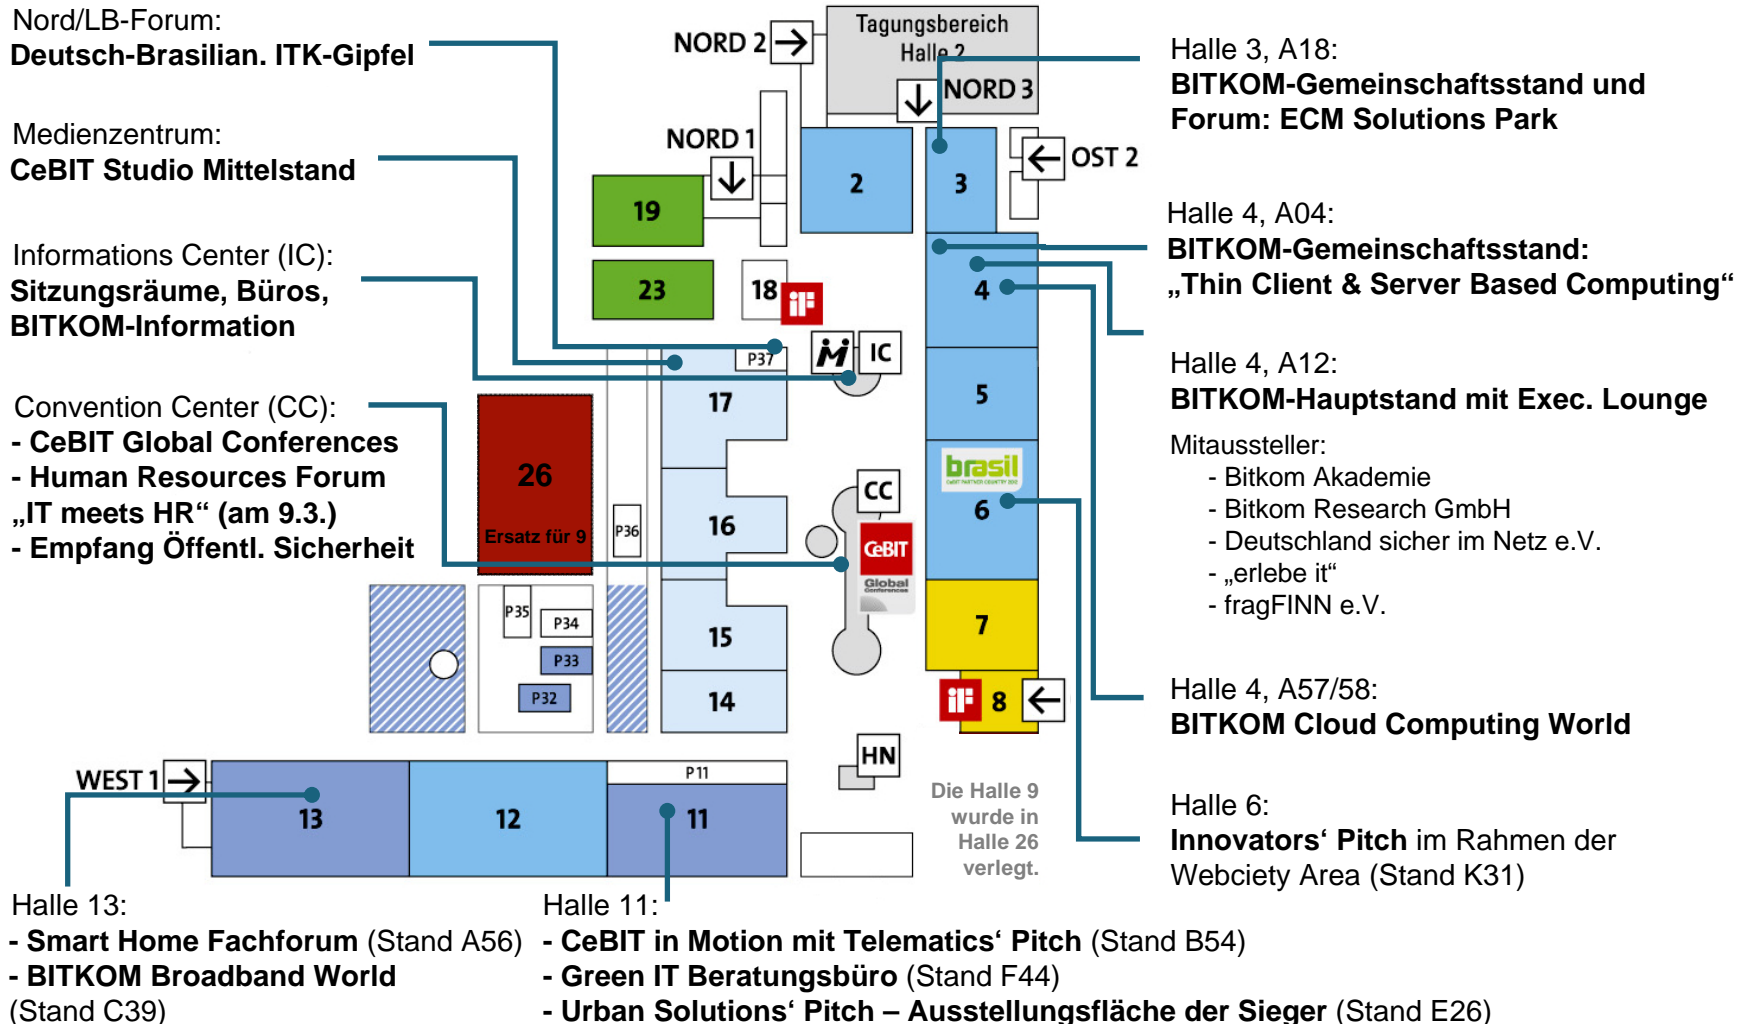 Nord/LB-Forum:
Deutsch-Brasilian. ITK-Gipfel
Medienzentrum:
CeBIT Studio Mittelstand
Informations Center (IC):
Sitzungsräume, Büros,
BITKOM-Information
Convention Center (CC):
- CeBIT Global Conferences
- Human Resources Forum
„IT meets HR“ (am 9.3.)
- Empfang Öffentl. Sicherheit
Tagungsbereich
Halle 2
NORD 2
NORD 3
NORD 1
OST 2
2
3
19
23
18
iF
4
IC
P37
17
5
26
Ersatz für 9
P36
16
CC
CeBIT
Global
Conferences
brasil
CeBIT PARTNER COUNTRY 2012
6
P35
P34
P33
P32
15
14
7
iF
8
HN
WEST 1
13
12
P11
11
Die Halle 9
wurde in
Halle 26
verlegt.
Halle 3, A18:
BITKOM-Gemeinschaftsstand und
Forum: ECM Solutions Park
Halle 4, A04:
BITKOM-Gemeinschaftsstand:
„Thin Client & Server Based Computing“
Halle 4, A12:
BITKOM-Hauptstand mit Exec. Lounge
Mitaussteller:
- Bitkom Akademie
- Bitkom Research GmbH
- Deutschland sicher im Netz e.V.
- „erlebe it“
- fragFINN e.V.
Halle 4, A57/58:
BITKOM Cloud Computing World
Halle 6:
Innovators‘ Pitch im Rahmen der
Webciety Area (Stand K31)
Halle 13:
- Smart Home Fachforum (Stand A56)
- BITKOM Broadband World
(Stand C39)
Halle 11:
- CeBIT in Motion mit Telematics‘ Pitch (Stand B54)
- Green IT Beratungsbüro (Stand F44)
- Urban Solutions‘ Pitch – Ausstellungsfläche der Sieger (Stand E26)